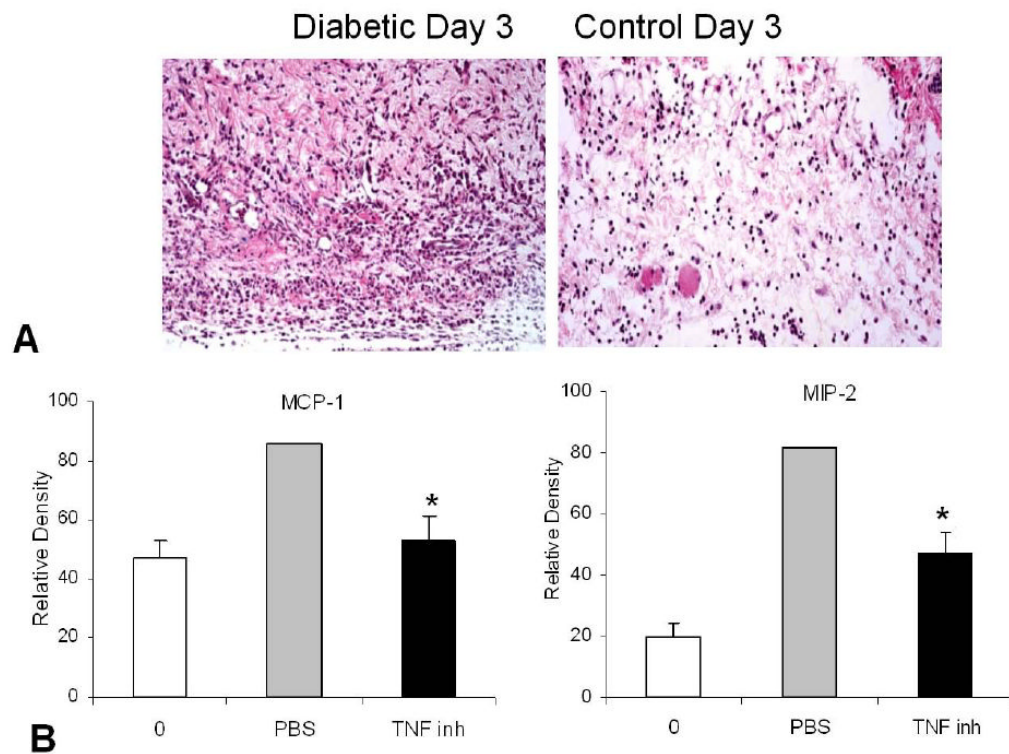 Diabetic Day 3
Control Day 3
A
MCP-1
Relative Density
100
80
60
40
20
0
*
0
PBS
TNF inh
MIP-2
Relative Density
100
80
60
40
20
0
*
0
PBS
TNF inh
B